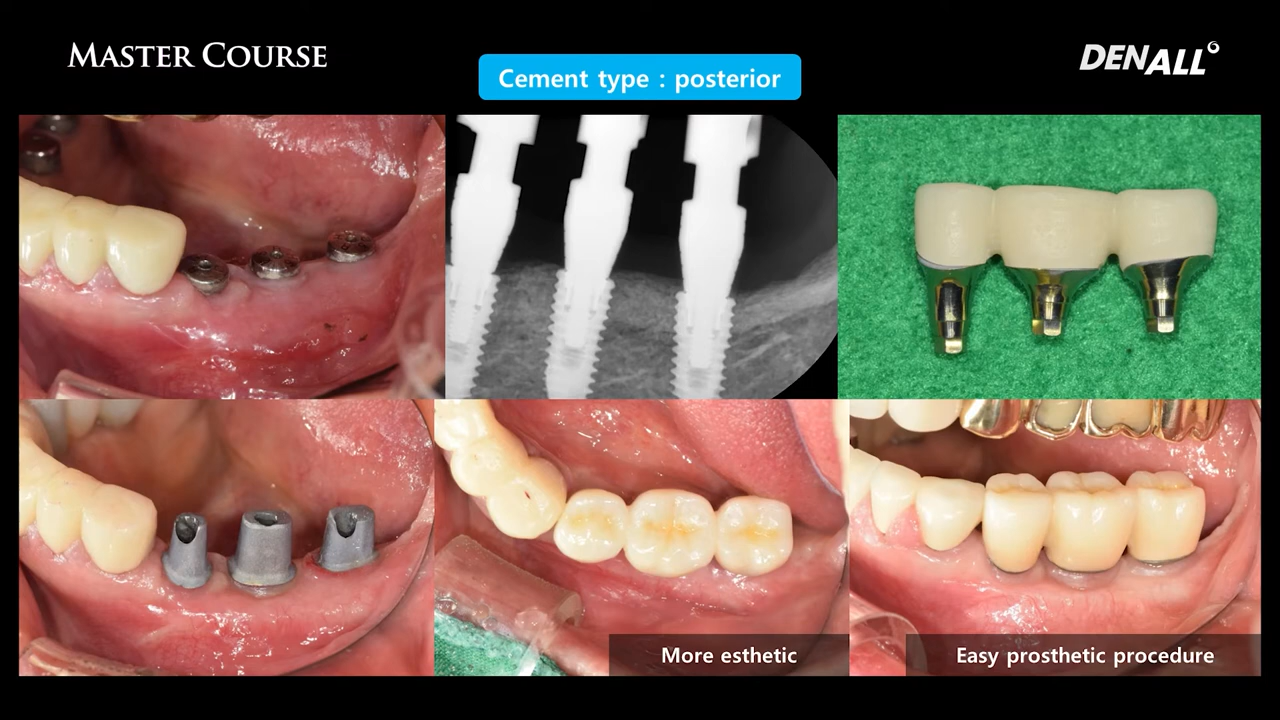 MASTER COURSE
DENALL
Cement type : posterior
More esthetic
Easy prosthetic procedure